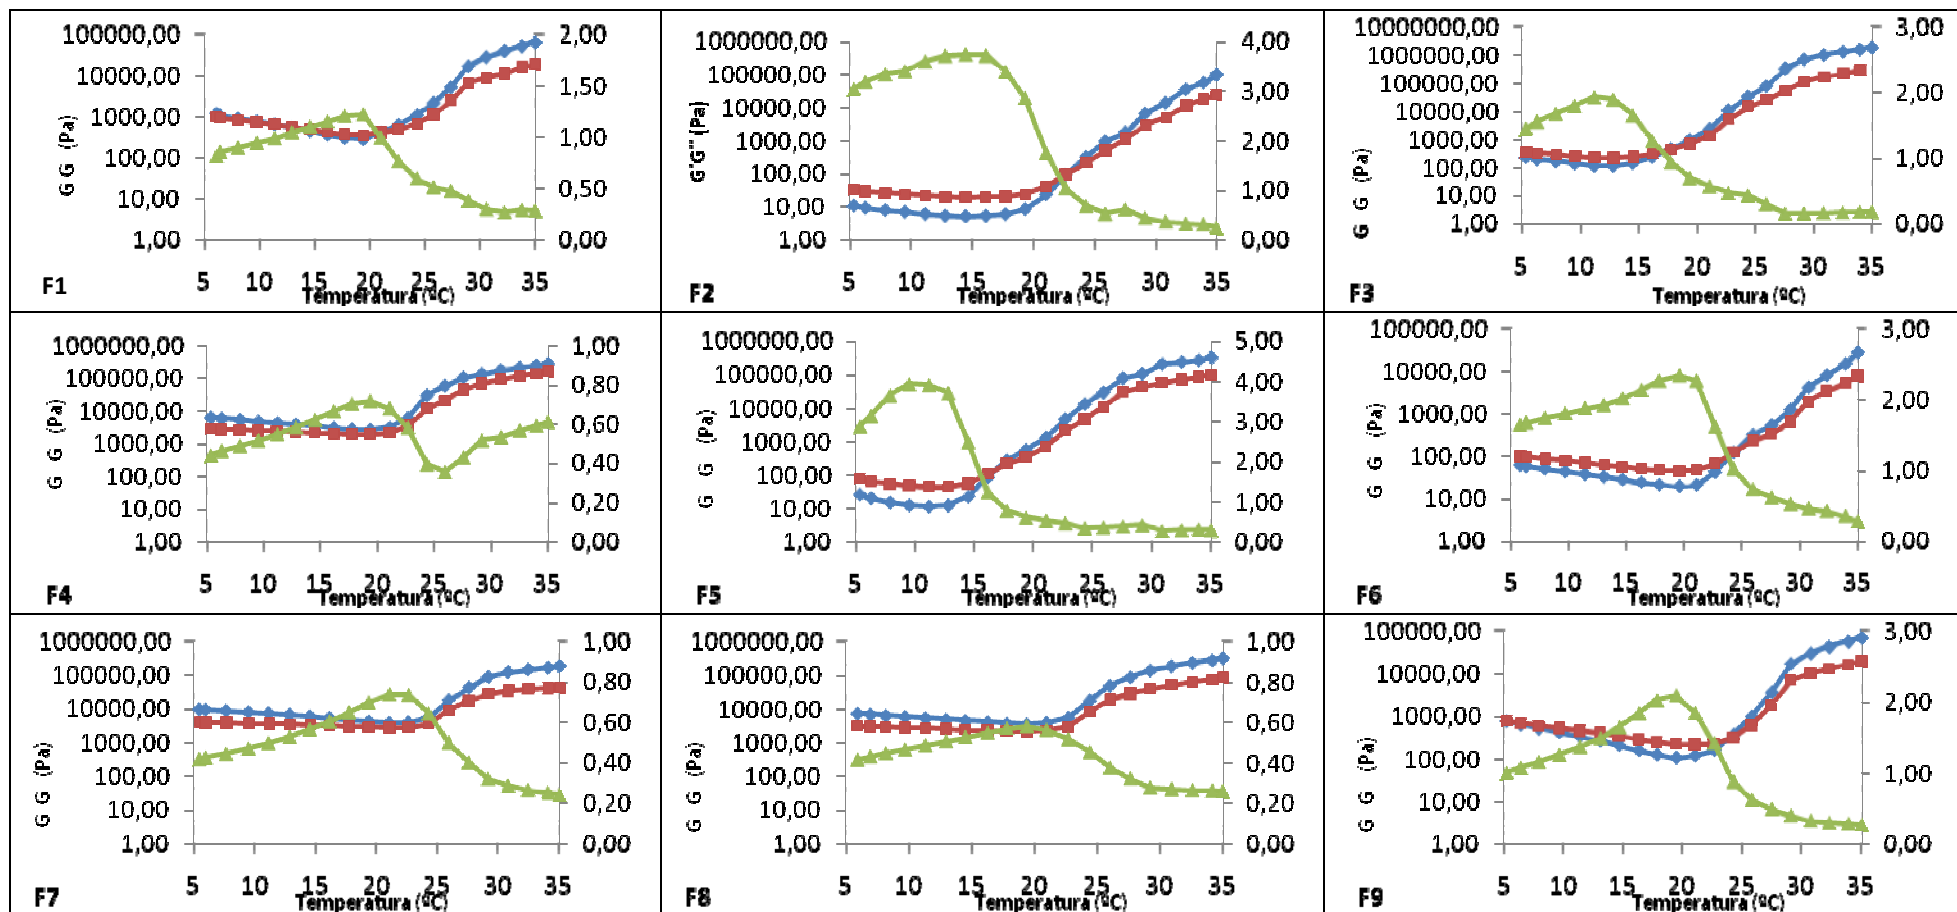 100000,00 2,00
10000,00 1,50
1000,00 1,00
100,00
10,00 0,50
1,00 0,00
G G (Pa)
5 10 15 20 25 30 35
Temperatura (ºC)
F1
1000000,00 4,00
100000,00
10000,00 3,00
1000,00 2,00
100,00 1,00
10,00
1,00 0,00
G'G'' (Pa)
5 10 15 20 25 30 35
Temperatura (ºC)
F2
10000000,00 3,00
1000000,00
100000,00 2,00
10000,00
1000,00 1,00
100,00
10,00
1,00 0,00
G G (Pa)
5 10 15 20 25 30 35
Temperatura (ºC)
F3
1000000,00 1,00
100000,00 0,80
10000,00 0,60
1000,00 0,40
100,00 0,20
10,00
1,00 0,00
G G (Pa)
5 10 15 20 25 30 35
Temperatura (ºC)
F4
1000000,00 5,00
100000,00 4,00
10000,00 3,00
1000,00 2,00
100,00 1,00
10,00
1,00 0,00
G G (Pa)
5 10 15 20 25 30 35
Temperatura (ºC)
F5
100000,00 3,00
10000,00 2,00
1000,00
100,00 1,00
10,00
1,00 0,00
G G (Pa)
5 10 15 20 25 30 35
Temperatura (ºC)
F6
1000000,00 1,00
100000,00 0,80
10000,00 0,60
1000,00 0,40
100,00 0,20
10,00
1,00 0,00
G G (Pa)
5 10 15 20 25 30 35
Temperatura (ºC)
F7
1000000,00 1,00
100000,00 0,80
10000,00 0,60
1000,00 0,40
100,00 0,20
10,00
1,00 0,00
G G (Pa)
5 10 15 20 25 30 35
Temperatura (ºC)
F8
100000,00 3,00
10000,00 2,00
1000,00
100,00 1,00
10,00
1,00 0,00
G G (Pa)
5 10 15 20 25 30 35
Temperatura (ºC)
F9